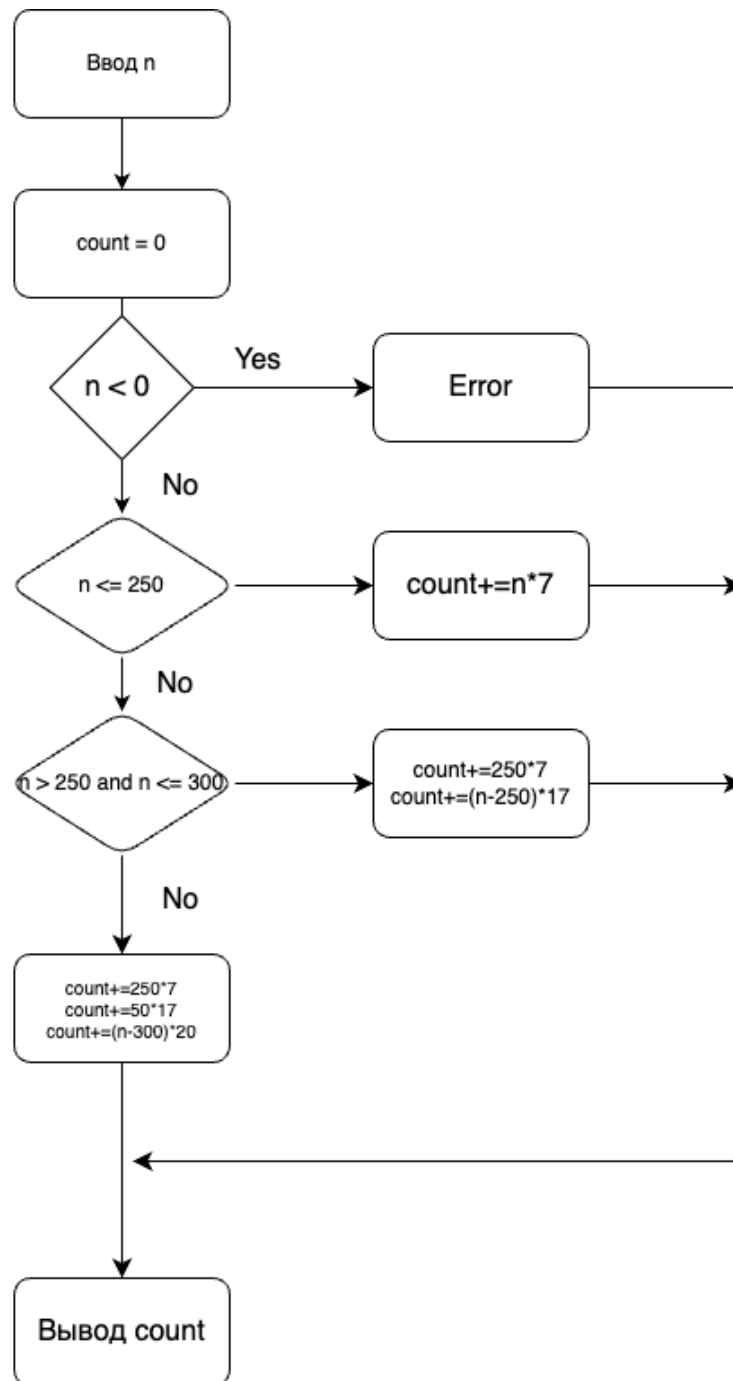 Ввод n
count = 0
n < 0
Yes
Error
No
n <= 250
count+=n*7
No
n > 250 and n <= 300
count+=250*7
count+=(n-250)*17
No
count+=250*7
count+=50*17
count+=(n-300)*20
Вывод count